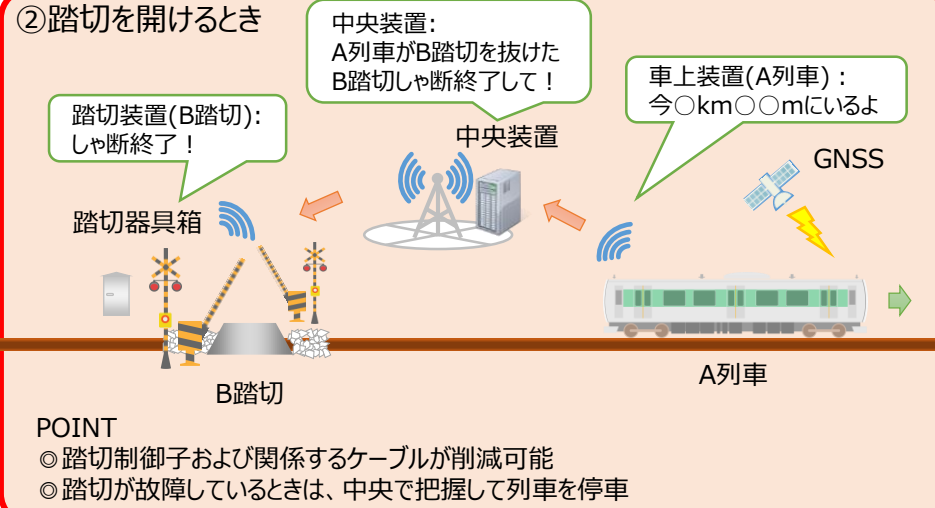 ②踏切を開けるとき
中央装置:
A列車がB踏切を抜けた
B踏切しゃ断終了して！
車上装置(A列車)：
今○km○○mにいるよ
踏切装置(B踏切):
しゃ断終了！
中央装置
GNSS
踏切器具箱
B踏切
A列車
POINT
◎踏切制御子および関係するケーブルが削減可能
◎踏切が故障しているときは、中央で把握して列車を停車